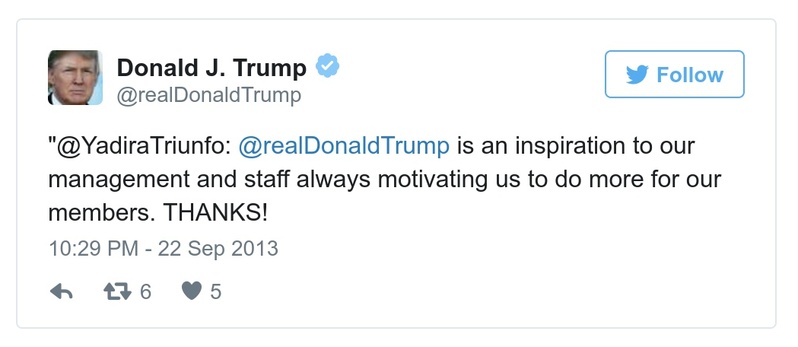 Donald J. Trump
@realDonaldTrump
Follow
"@YadiraTriunfo: @realDonaldTrump is an inspiration to our
management and staff always motivating us to do more for our
members. THANKS!
10:29 PM - 22 Sep 2013
6 5